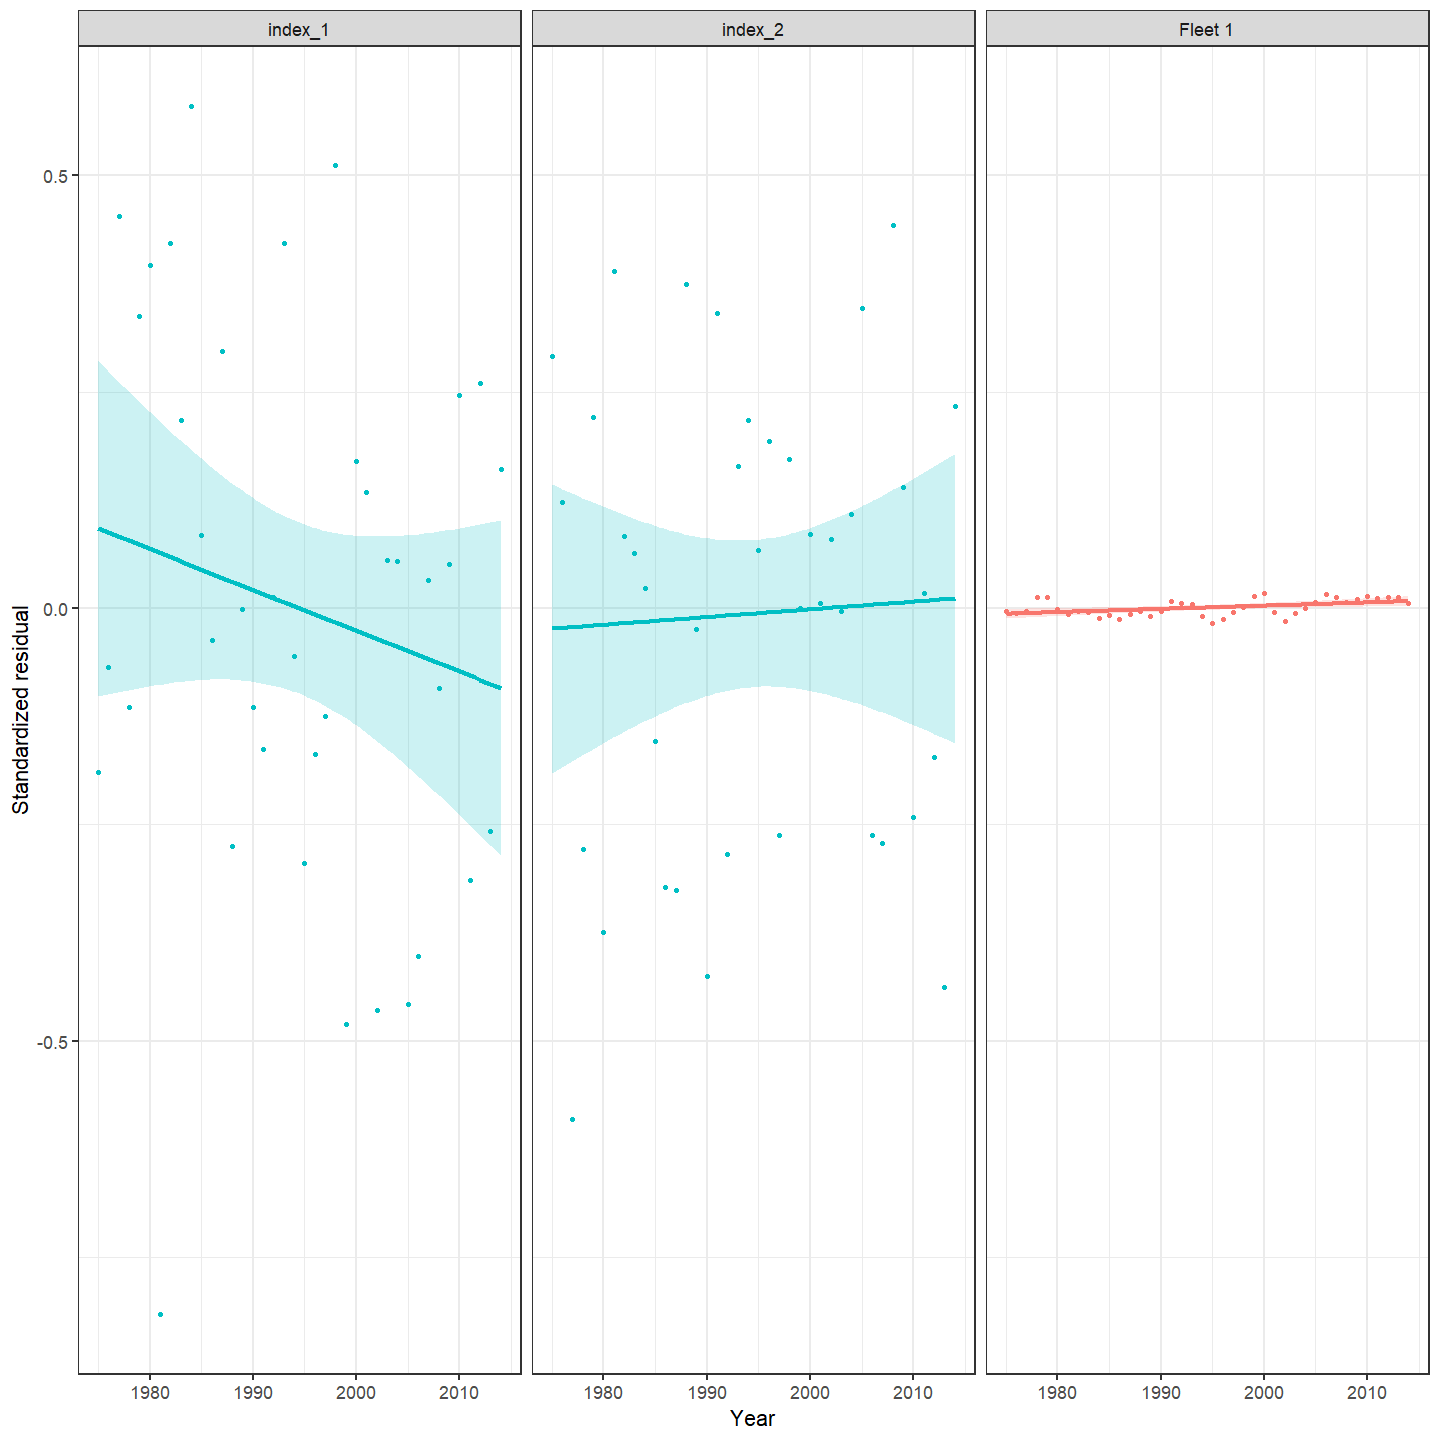 index_1 index_2 Fleet 1
Standardized residual
0.5
0.0
-0.5
1980 1990 2000 2010 1980 1990 2000 2010 1980 1990 2000 2010
Year